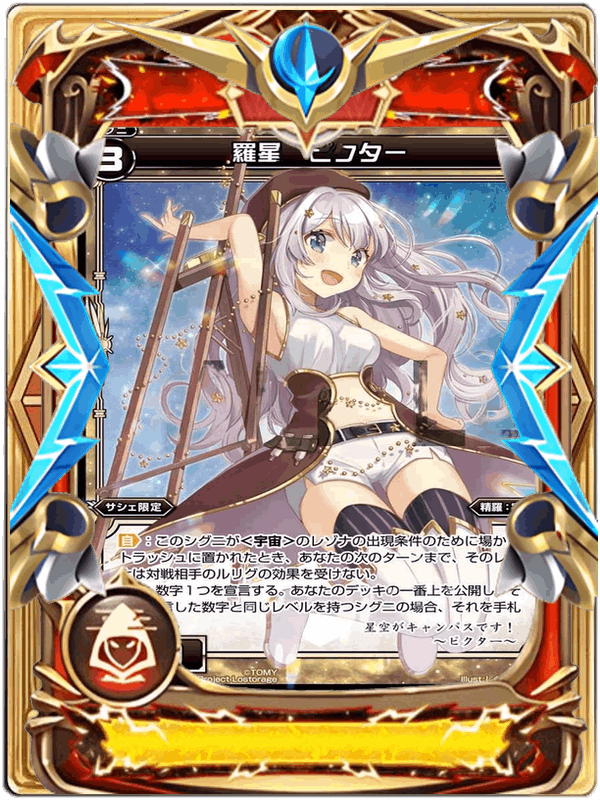 3
羅星 ピクター
サシェ限定
精羅:
自:このシグニが<宇宙>のレゾナの出現条件のために場か
トラッシュに置かれたとき、あなたの次のターンまで、そのレ
は対戦相手のルリグの効果を受けない。
数字1つを宣言する。あなたのデッキの一番上を公開し、そ
した数字と同じレベルを持つシグニの場合、それを手札
星空がキャンバスです!
〜ピクター〜
©TOMY
Project Lostorage
Illust: